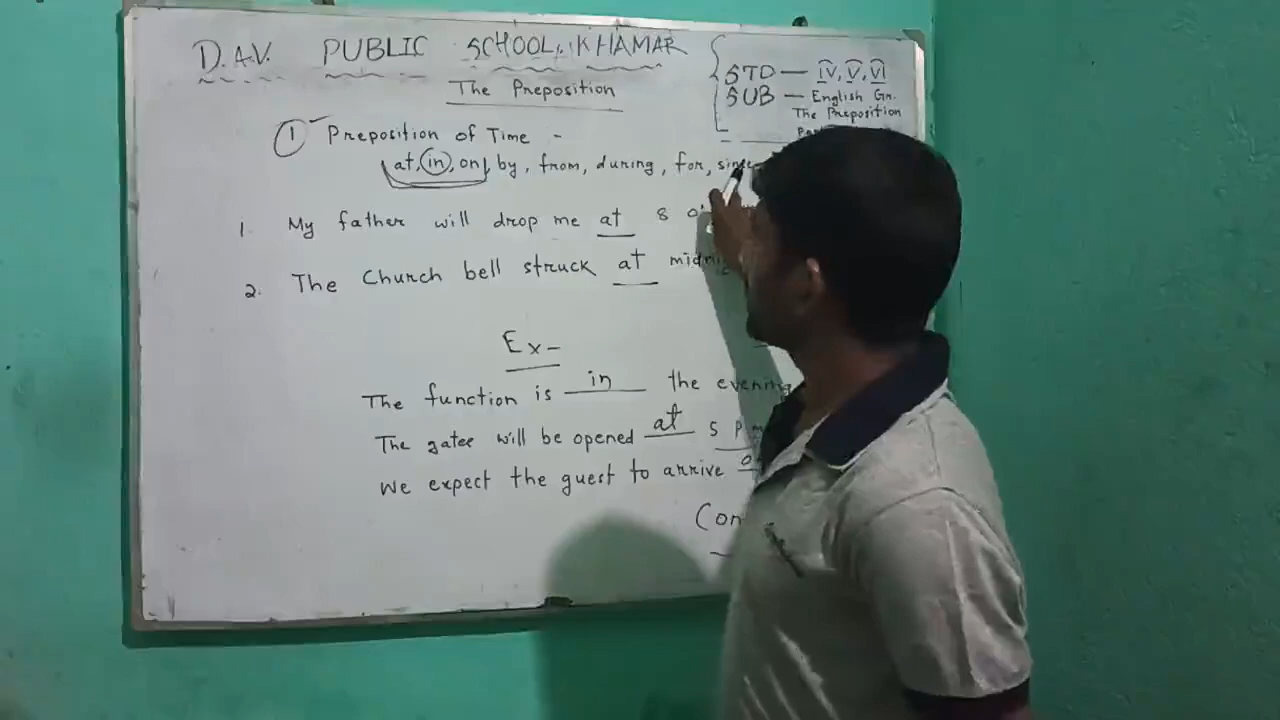 D.A.V. PUBLIC SCHOOL, KHAMAR
STD — IV, V, VI
SUB — English Gr.
The Preposition
The Preposition
1 Preposition of Time :-
at, in, on, by, from, during, for, since
1. My father will drop me at 8
2. The Church bell struck at
Ex-
The function is in the evening
The gatee will be opened at 5 p
We expect the guest to arrive